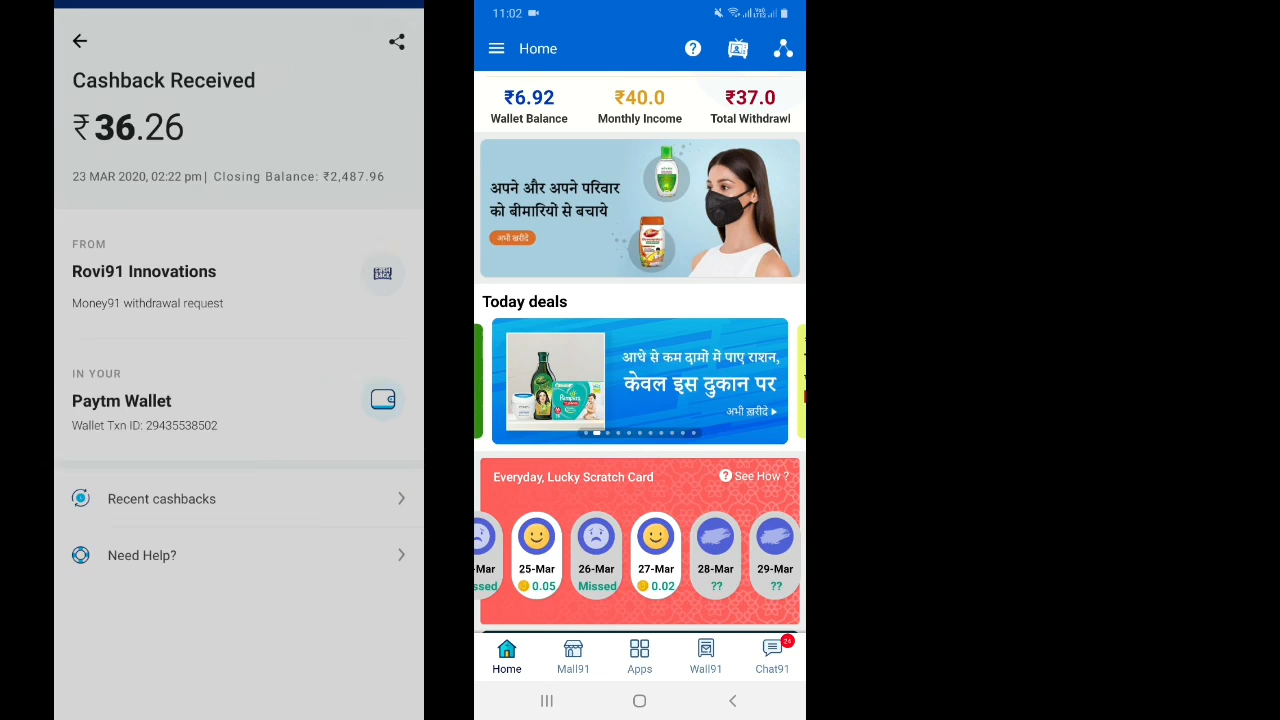 Cashback Received
₹36.26
23 MAR 2020, 02:22 pm| Closing Balance: ₹2,487.96
FROM
Rovi91 Innovations
Money91 withdrawal request
IN YOUR
Paytm Wallet
Wallet Txn ID: 29435538502
Recent cashbacks
Need Help?
11:02
Home
₹6.92 ₹40.0 ₹37.0
Wallet Balance Monthly Income Total Withdrawl
अपने और अपने परिवार
को बीमारियों से बचाये
अभी ख़रीदे
Today deals
आधे से कम दामो मे पाए राशन,
केवल इस दुकान पर
अभी ख़रीदे
Pampers
Everyday, Lucky Scratch Card ? See How ?
-Mar 25-Mar 26-Mar 27-Mar 28-Mar 29-Mar
ssed 0.05 Missed 0.02 ?? ??
24
Home Mall91 Apps Wall91 Chat91